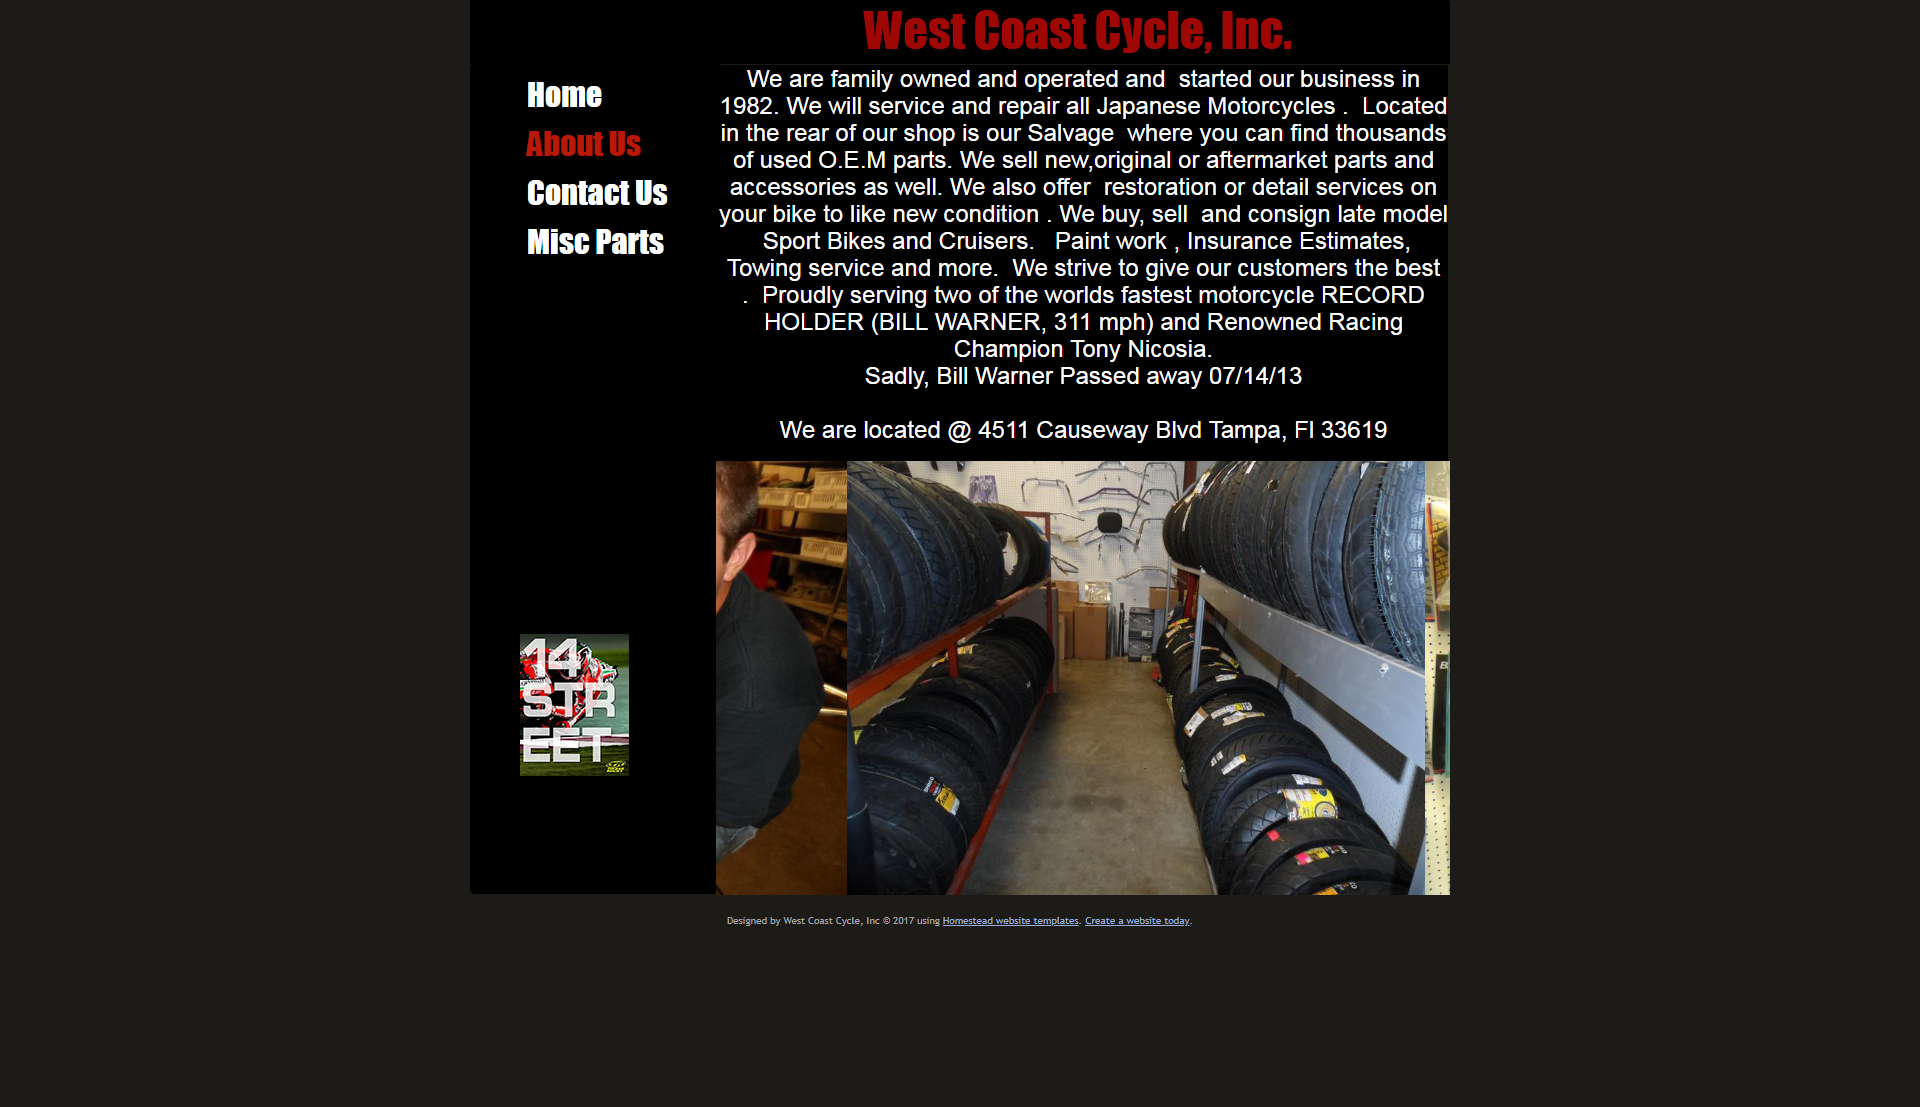 West Coast Cycle, Inc.
Home
About Us
Contact Us
Misc Parts
We are family owned and operated and  started our business in
1982. We will service and repair all Japanese Motorcycles .  Located
in the rear of our shop is our Salvage  where you can find thousands
of used O.E.M parts. We sell new,original or aftermarket parts and
accessories as well. We also offer  restoration or detail services on
your bike to like new condition . We buy, sell  and consign late model
Sport Bikes and Cruisers.   Paint work , Insurance Estimates,
Towing service and more.  We strive to give our customers the best
.  Proudly serving two of the worlds fastest motorcycle RECORD
HOLDER (BILL WARNER, 311 mph) and Renowned Racing
Champion Tony Nicosia.
Sadly, Bill Warner Passed away 07/14/13
We are located @ 4511 Causeway Blvd Tampa, Fl 33619
14
STR
EET
Designed by West Coast Cycle, Inc © 2017 using Homestead website templates. Create a website today.